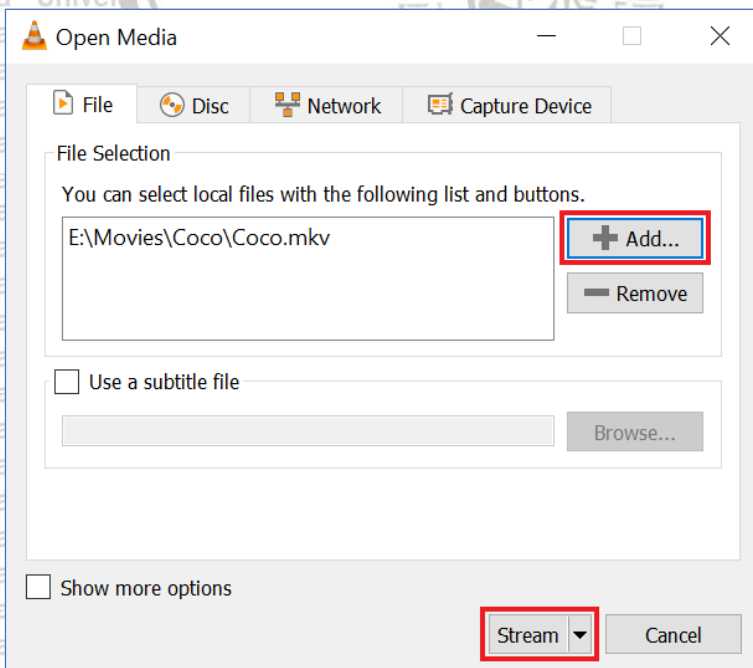 Open Media
File Disc Network Capture Device
File Selection
You can select local files with the following list and buttons.
E:\Movies\Coco\Coco.mkv
Add...
Remove
Use a subtitle file
Browse...
Show more options
Stream Cancel